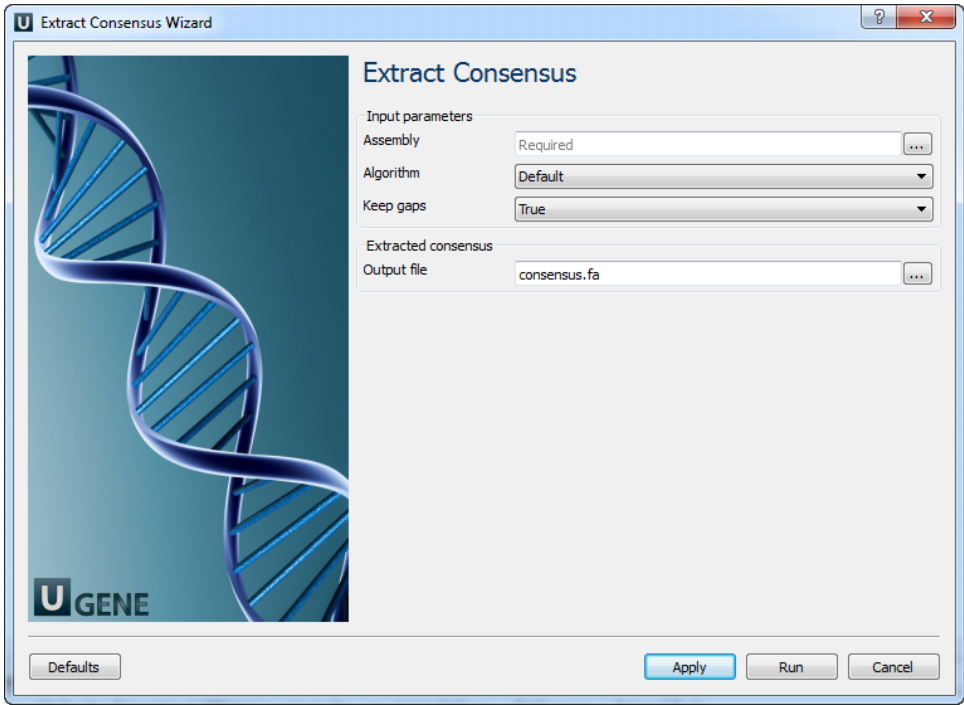 U Extract Consensus Wizard
?
X
Extract Consensus
Input parameters
Assembly
Required
...
Algorithm
Default
Keep gaps
True
Extracted consensus
Output file
consensus.fa
...
U GENE
Defaults
Apply
Run
Cancel